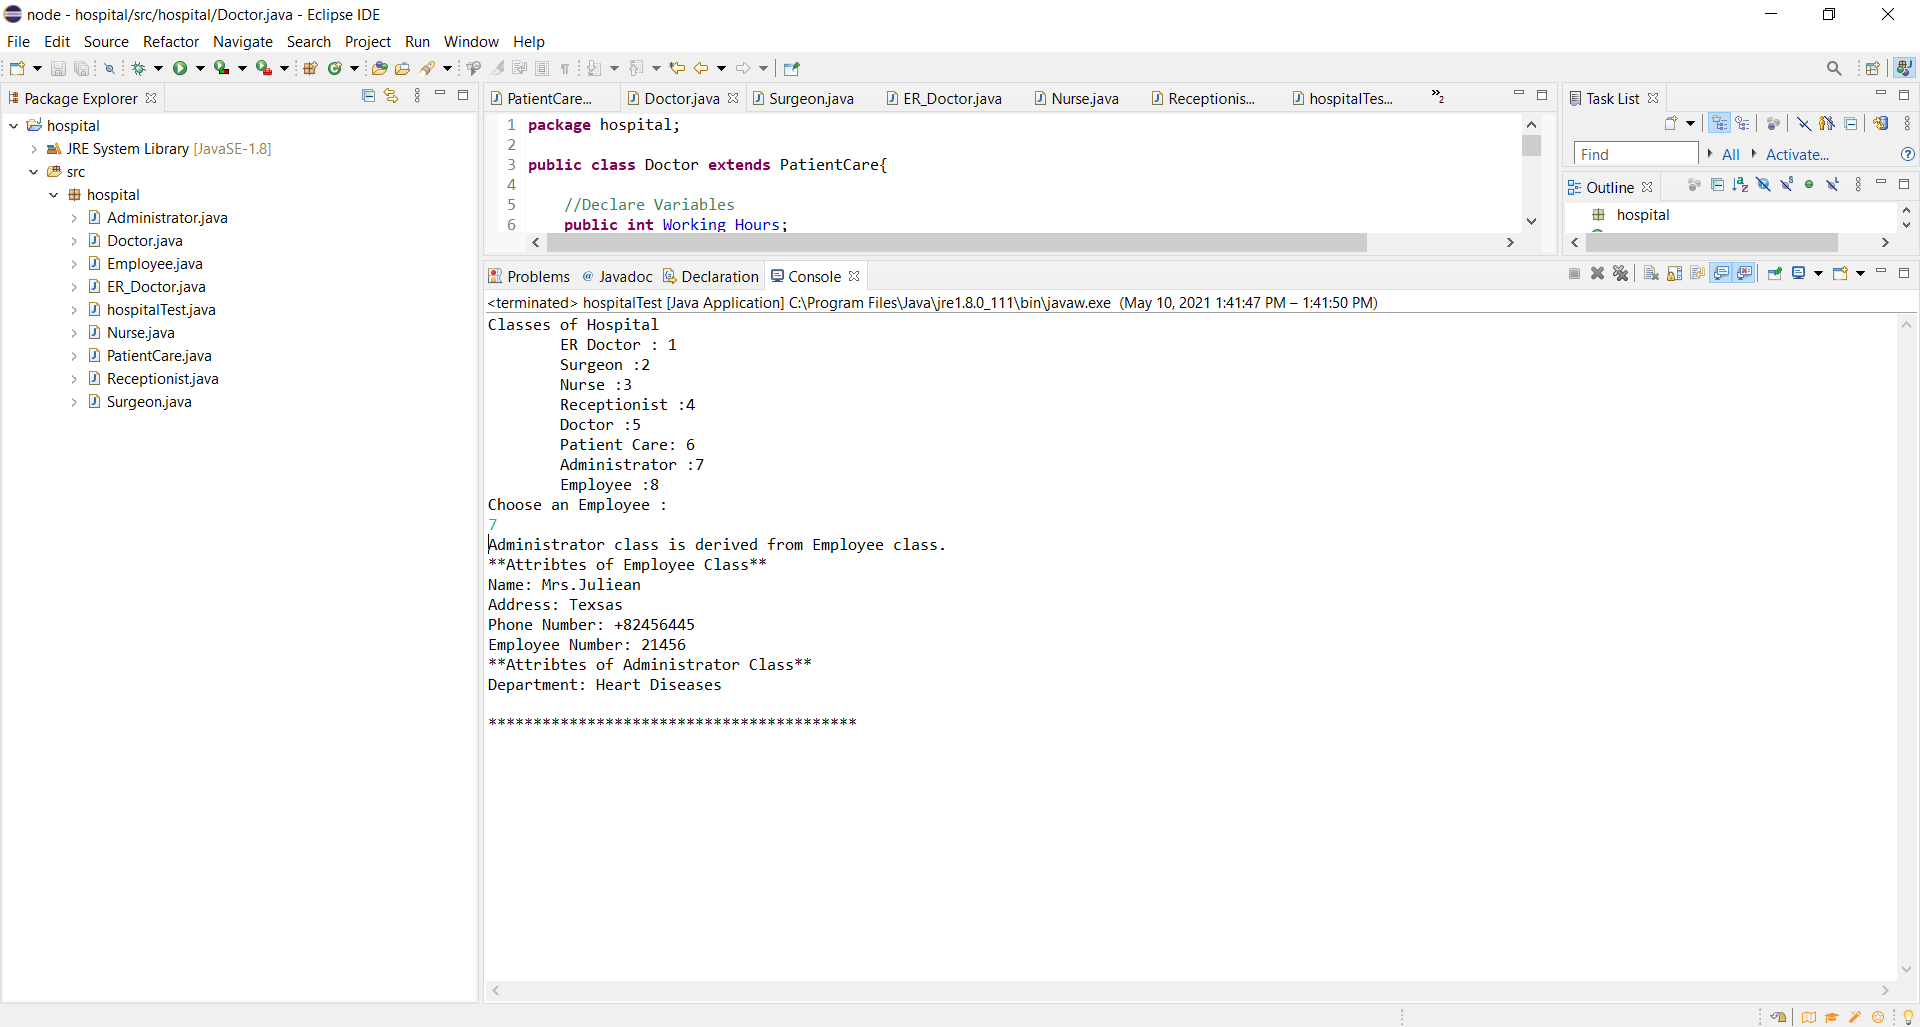 node - hospital/src/hospital/Doctor.java - Eclipse IDE
File Edit Source Refactor Navigate Search Project Run Window Help
Package Explorer
hospital
JRE System Library [JavaSE-1.8]
src
hospital
Administrator.java
Doctor.java
Employee.java
ER_Doctor.java
hospitalTest.java
Nurse.java
PatientCare.java
Receptionist.java
Surgeon.java
PatientCare... Doctor.java Surgeon.java ER_Doctor.java Nurse.java Receptionis... hospitalTes... »2
1 package hospital;
2
3 public class Doctor extends PatientCare{
4
5 //Declare Variables
6 public int Working_Hours;
Task List
Find All Activate...
Outline
hospital
Problems @ Javadoc Declaration Console
<terminated> hospitalTest [Java Application] C:\Program Files\Java\jre1.8.0_111\bin\javaw.exe (May 10, 2021 1:41:47 PM – 1:41:50 PM)
Classes of Hospital
ER Doctor : 1
Surgeon :2
Nurse :3
Receptionist :4
Doctor :5
Patient Care: 6
Administrator :7
Employee :8
Choose an Employee :
7
Administrator class is derived from Employee class.
**Attribtes of Employee Class**
Name: Mrs.Juliean
Address: Texsas
Phone Number: +82456445
Employee Number: 21456
**Attribtes of Administrator Class**
Department: Heart Diseases
*****************************************